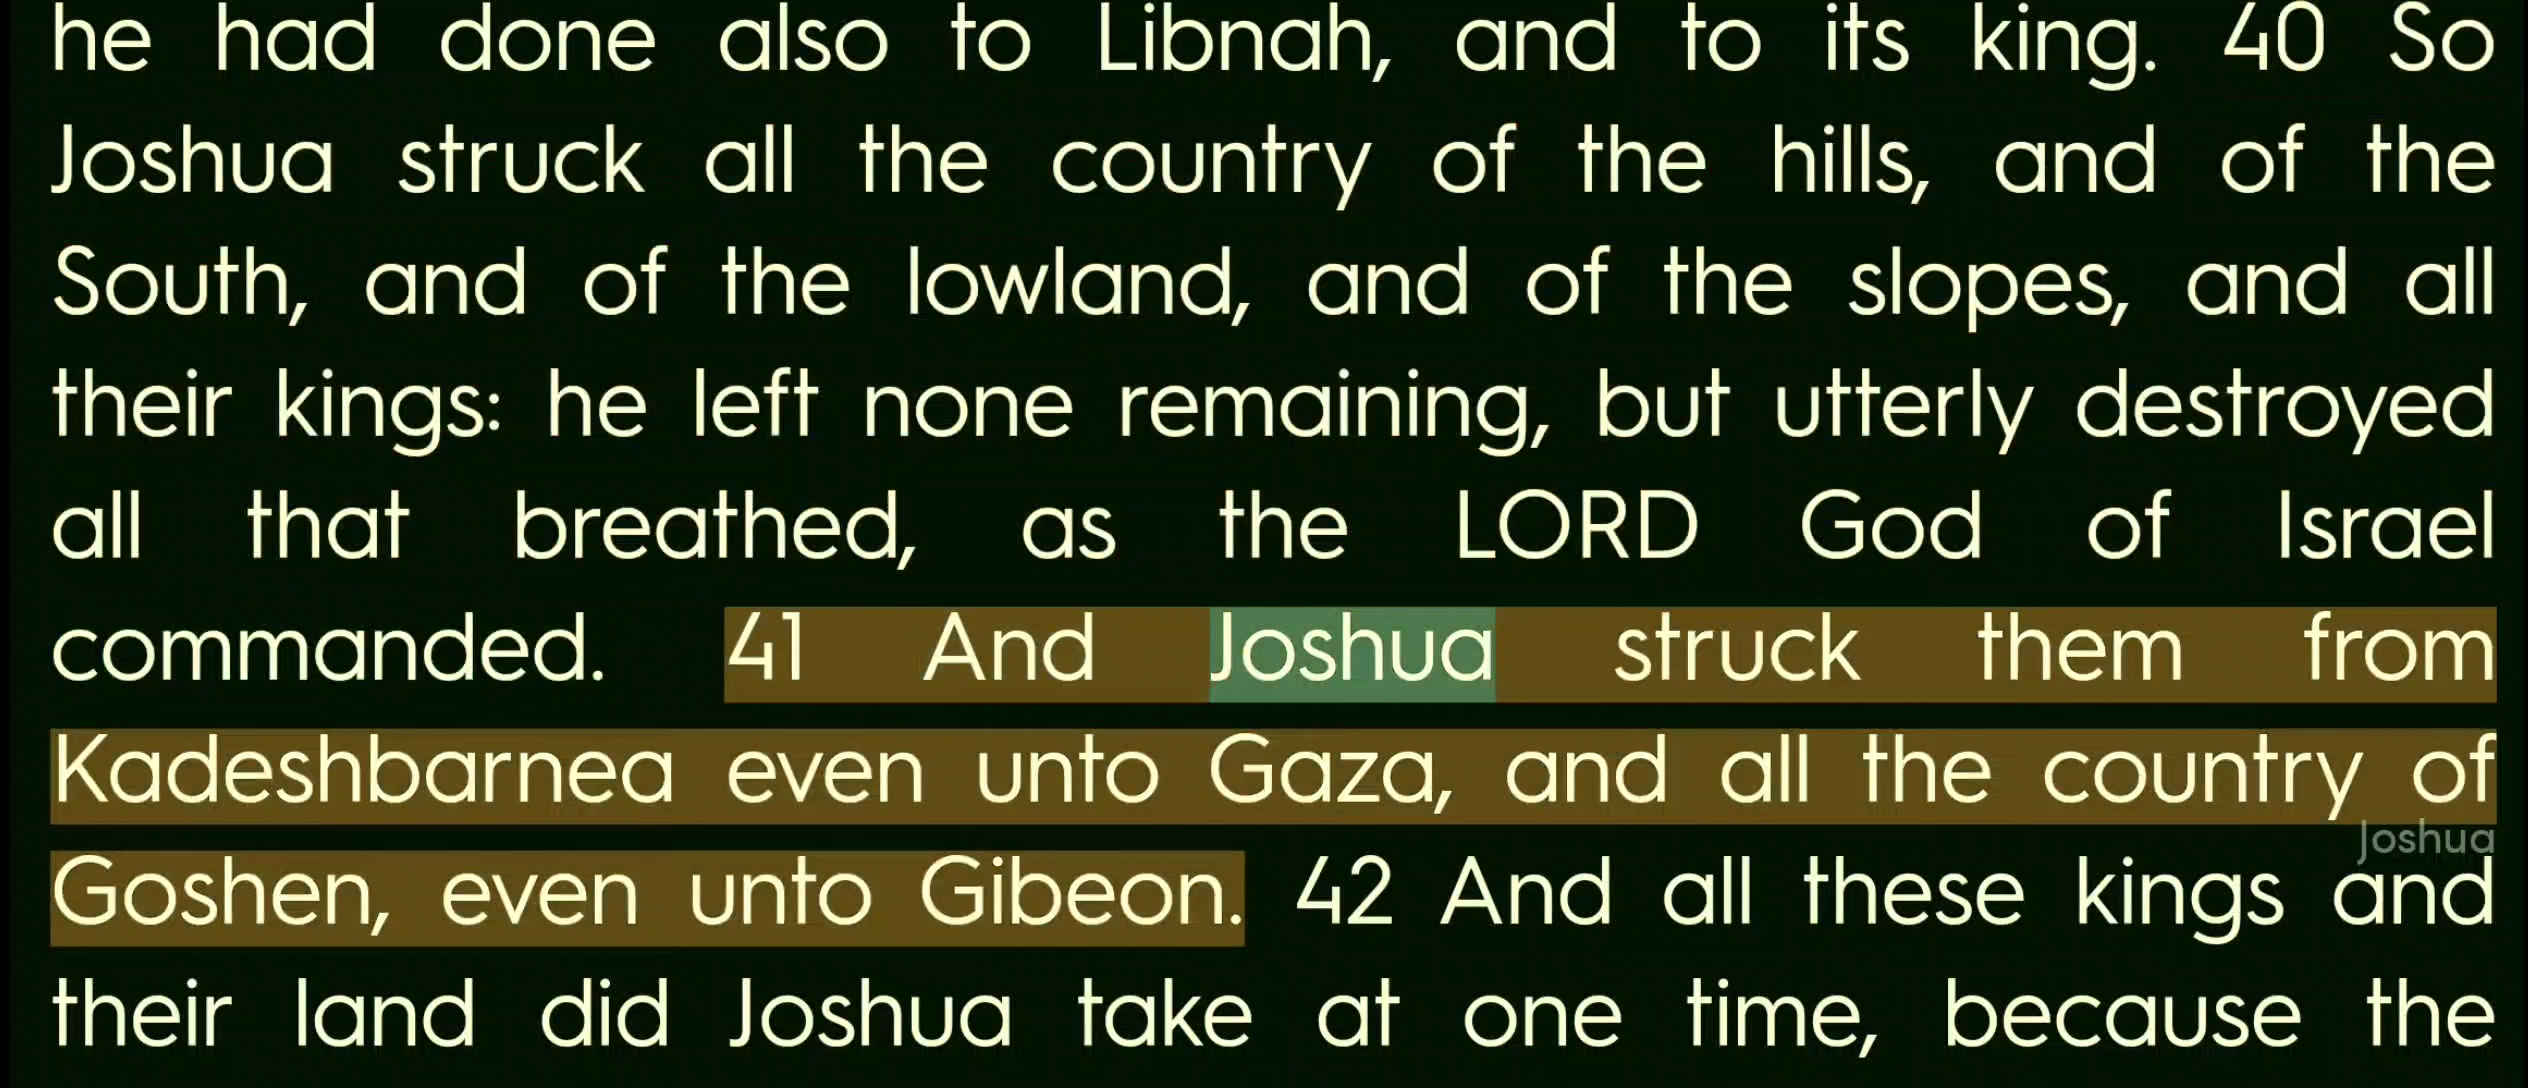 he had done also to Libnah, and to its king. 40 So
Joshua struck all the country of the hills, and of the
South, and of the lowland, and of the slopes, and all
their kings: he left none remaining, but utterly destroyed
all that breathed, as the LORD God of Israel
commanded. 41 And Joshua struck them from
Kadeshbarnea even unto Gaza, and all the country of
Joshua
Goshen, even unto Gibeon. 42 And all these kings and
their land did Joshua take at one time, because the